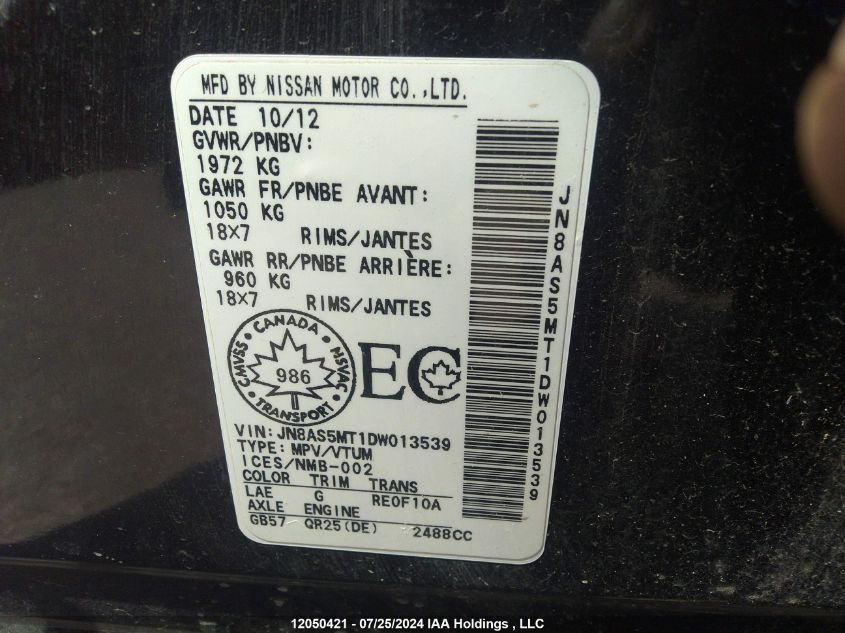 MFD BY NISSAN MOTOR CO.,LTD.
DATE 10/12
GVWR/PNBV:
1972 KG
GAWR FR/PNBE AVANT:
1050 KG
18X7 RIMS/JANTES
GAWR RR/PNBE ARRIÈRE:
960 KG
18X7 RIMS/JANTES
CANADA
CMVSS • NSVAC
986
TRANSPORT
EC
VIN:JN8AS5MT1DW013539
TYPE: MPV/VTUM
ICES/NMB-002
COLOR TRIM TRANS
LAE G RE0F10A
AXLE ENGINE
GB57 QR25(DE) 2488CC
JN8AS5MT1DW013539
12050421 - 07/25/2024 IAA Holdings , LLC